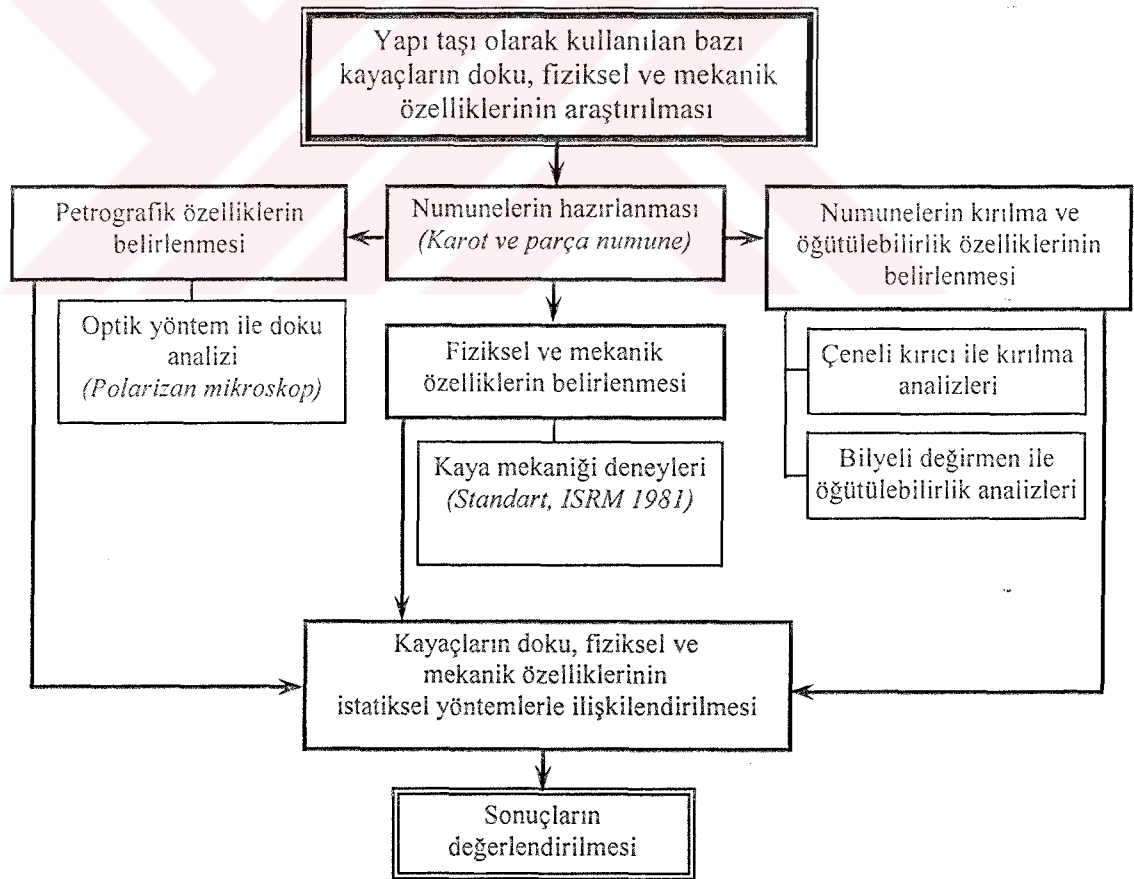 Yapı taşı olarak kullanılan bazı
kayaçların doku, fiziksel ve mekanik
özelliklerinin araştırılması
Petrografik özelliklerin
belirlenmesi
Numunelerin hazırlanması
(Karot ve parça numune)
Numunelerin kırılma ve
öğütülebilirlik özelliklerinin
belirlenmesi
Optik yöntem ile doku
analizi
(Polarizan mikroskop)
Fiziksel ve mekanik
özelliklerin belirlenmesi
Çeneli kırıcı ile kırılma
analizleri
Kaya mekaniği deneyleri
(Standart, ISRM 1981)
Bilyeli değirmen ile
öğütülebilirlik analizleri
Kayaçların doku, fiziksel ve
mekanik özelliklerinin
istatiksel yöntemlerle ilişkilendirilmesi
Sonuçların
değerlendirilmesi